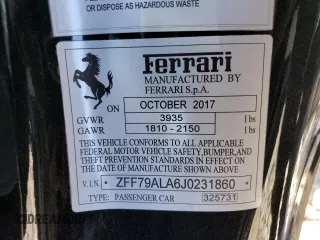 OR DISPOSE AS HAZARDOUS WASTE
Ferrari
MANUFACTURED BY
FERRARI S.p.A.
ON OCTOBER 2017
GVWR 3935 lbs
GAWR 1810 - 2150 lbs
THIS VEHICLE CONFORMS TO ALL APPLICABLE
FEDERAL MOTOR VEHICLE SAFETY, BUMPER, AND
THEFT PREVENTION STANDARDS IN EFFECT ON
THE DATE OF MANUFACTURE SHOWN ABOVE.
V.I.N. ZFF79ALA6J0231860
TYPE: PASSENGER CAR 325731